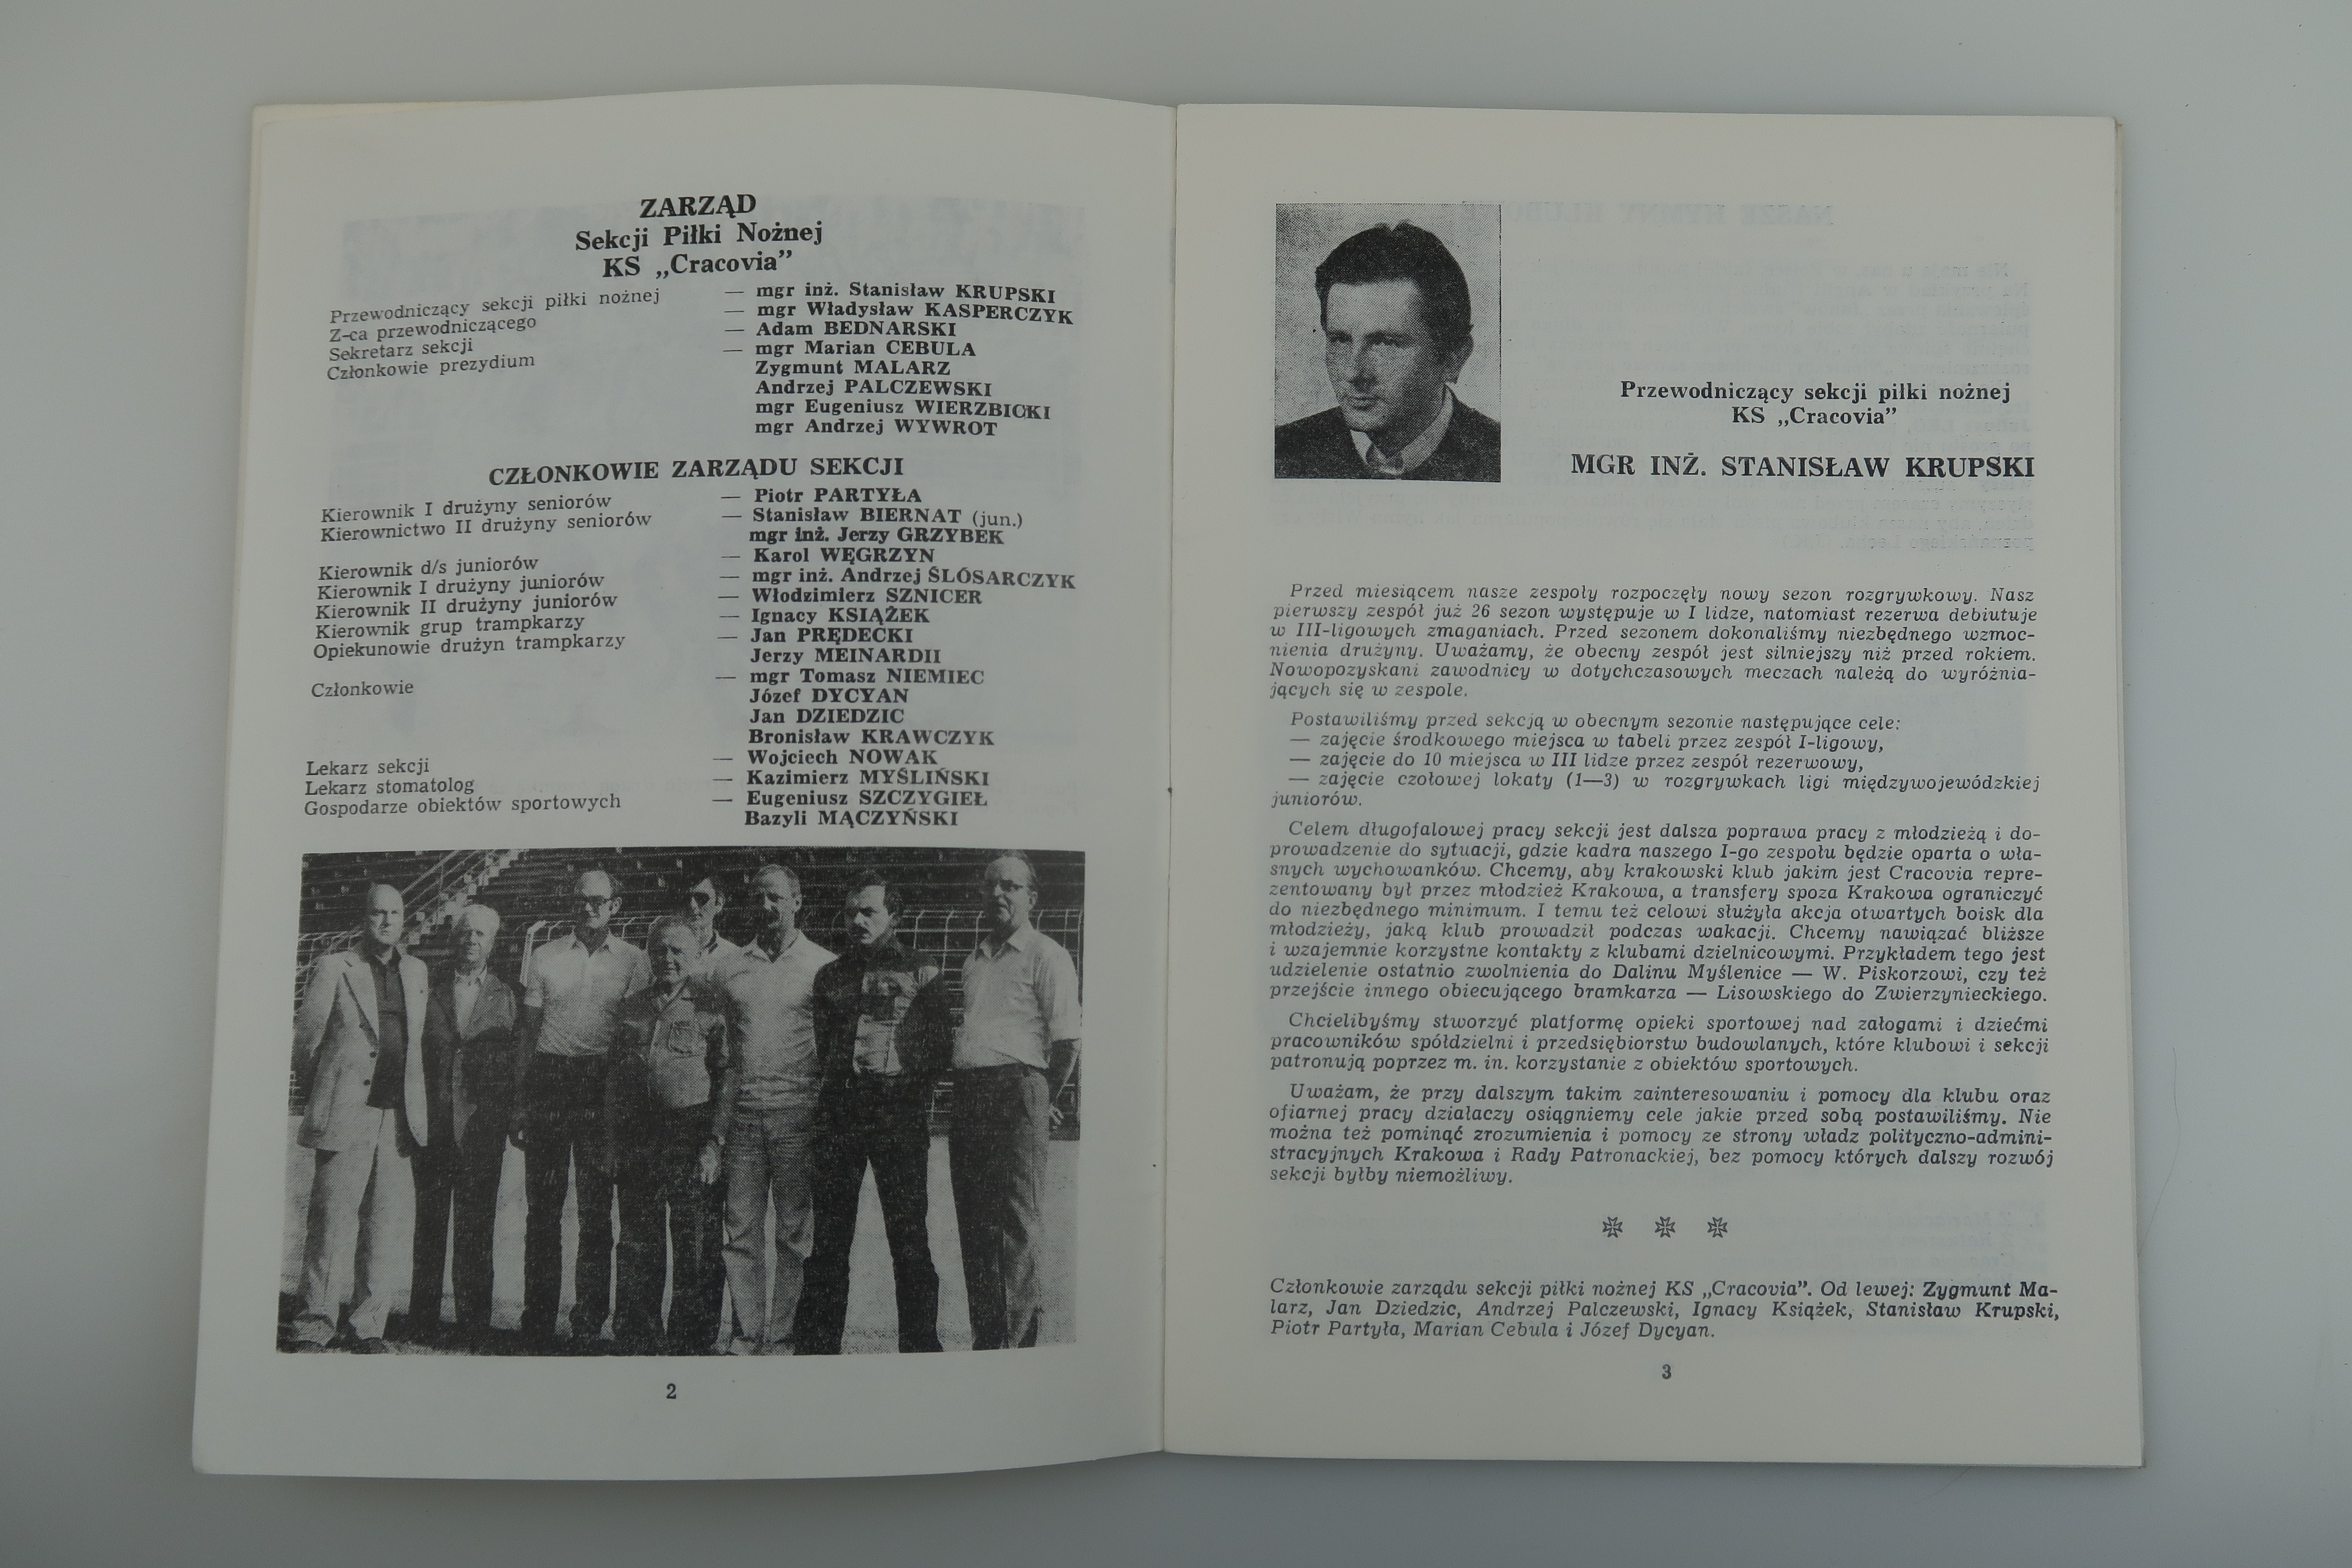 ZARZĄD
Sekcji Piłki Nożnej
KS „Cracovia”
Przewodniczący sekcji piłki nożnej — mgr inż. Stanisław KRUPSKI
Z-ca przewodniczącego — mgr Władysław KASPERCZYK
Sekretarz sekcji — Adam BEDNARSKI
Członkowie prezydium — mgr Marian CEBULA
Zygmunt MALARZ
Andrzej PALCZEWSKI
mgr Eugeniusz WIERZBICKI
mgr Andrzej WYWROT
CZŁONKOWIE ZARZĄDU SEKCJI
Kierownik I drużyny seniorów — Piotr PARTYŁA
Kierownictwo II drużyny seniorów — Stanisław BIERNAT (jun.)
mgr inż. Jerzy GRZYBEK
Kierownik d/s juniorów — Karol WĘGRZYN
Kierownik I drużyny juniorów — mgr inż. Andrzej ŚLÓSARCZYK
Kierownik II drużyny juniorów — Włodzimierz SZNICER
Kierownik grup trampkarzy — Ignacy KSIĄŻEK
Opiekunowie drużyn trampkarzy — Jan PRĘDECKI
Jerzy MEINARDII
Członkowie — mgr Tomasz NIEMIEC
Józef DYCYAN
Jan DZIEDZIC
Bronisław KRAWCZYK
Lekarz sekcji — Wojciech NOWAK
Lekarz stomatolog — Kazimierz MYŚLIŃSKI
Gospodarze obiektów sportowych — Eugeniusz SZCZYGIEŁ
Bazyli MĄCZYŃSKI
2
Przewodniczący sekcji piłki nożnej
KS „Cracovia”
MGR INŻ. STANISŁAW KRUPSKI
Przed miesiącem nasze zespoły rozpoczęły nowy sezon rozgrywkowy. Nasz
pierwszy zespół już 26 sezon występuje w I lidze, natomiast rezerwa debiutuje
w III-ligowych zmaganiach. Przed sezonem dokonaliśmy niezbędnego wzmoc-
nienia drużyny. Uważamy, że obecny zespół jest silniejszy niż przed rokiem.
Nowopozyskani zawodnicy w dotychczasowych meczach należą do wyróżnia-
jących się w zespole.
Postawiliśmy przed sekcją w obecnym sezonie następujące cele:
— zajęcie środkowego miejsca w tabeli przez zespół I-ligowy,
— zajęcie do 10 miejsca w III lidze przez zespół rezerwowy,
— zajęcie czołowej lokaty (1—3) w rozgrywkach ligi międzywojewódzkiej
juniorów.
Celem długofalowej pracy sekcji jest dalsza poprawa pracy z młodzieżą i do-
prowadzenie do sytuacji, gdzie kadra naszego I-go zespołu będzie oparta o wła-
snych wychowanków. Chcemy, aby krakowski klub jakim jest Cracovia repre-
zentowany był przez młodzież Krakowa, a transfery spoza Krakowa ograniczyć
do niezbędnego minimum. I temu też celowi służyła akcja otwartych boisk dla
młodzieży, jaką klub prowadził podczas wakacji. Chcemy nawiązać bliższe
i wzajemnie korzystne kontakty z klubami dzielnicowymi. Przykładem tego jest
udzielenie ostatnio zwolnienia do Dalinu Myślenice — W. Piskorzowi, czy też
przejście innego obiecującego bramkarza — Lisowskiego do Zwierzynieckiego.
Chcielibyśmy stworzyć platformę opieki sportowej nad załogami i dziećmi
pracowników spółdzielni i przedsiębiorstw budowlanych, które klubowi i sekcji
patronują poprzez m. in. korzystanie z obiektów sportowych.
Uważam, że przy dalszym takim zainteresowaniu i pomocy dla klubu oraz
ofiarnej pracy działaczy osiągniemy cele jakie przed sobą postawiliśmy. Nie
można też pominąć zrozumienia i pomocy ze strony władz polityczno-admini-
stracyjnych Krakowa i Rady Patronackiej, bez pomocy których dalszy rozwój
sekcji byłby niemożliwy.
Członkowie zarządu sekcji piłki nożnej KS „Cracovia”. Od lewej: Zygmunt Ma-
larz, Jan Dziedzic, Andrzej Palczewski, Ignacy Książek, Stanisław Krupski,
Piotr Partyła, Marian Cebula i Józef Dycyan.
3